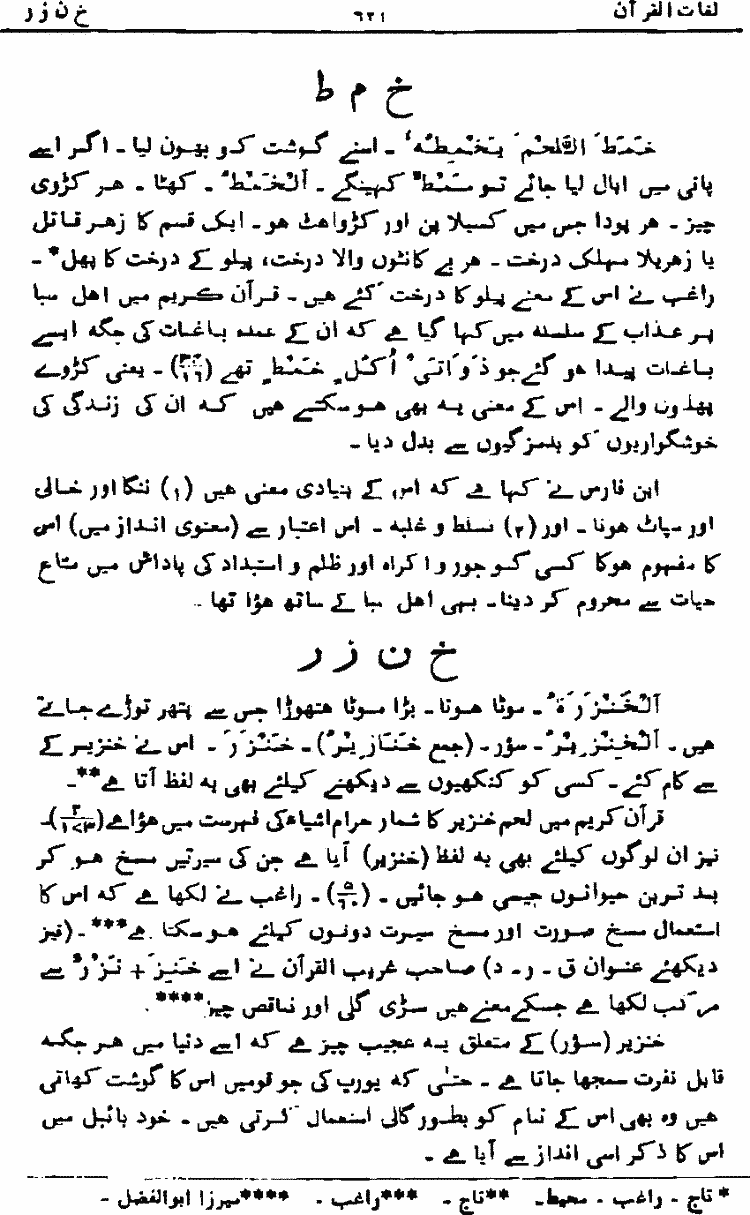 لغات القرآن ٦٢١ خ ن ز ر
خ م ط
خَمَطَ اللَّحْمَ يَخْمِطُهٗ ۔ اسنے گوشت کو بھون لیا ۔ اگر اسے
پانی میں ابال لیا جائے تو سَمْطٌ کہینگے ۔ اَلْخَمْطُ ۔ کھٹا ۔ ھر کڑوی
چیز ۔ ھر پودا جس میں کسیلا پن اور کڑواھٹ ھو ۔ ایک قسم کا زھر قاتل
یا زھریلا مہلک درخت ۔ ھر بے کانٹوں والا درخت، پیلو کے درخت کا پھل* ۔
راغب نے اس کے معنے پیلو کا درخت کئے ھیں ۔ قرآن کریم میں اھل سبا
پر عذاب کے سلسلہ میں کہا گیا ھے کہ ان کے عمدہ باغات کی جگہ ایسے
باغات پیدا ھو گئے جو ذَوَاتَیْ اُکُلٍ خَمْطٍ تھے (۳۴/۱۶) ۔ یعنی کڑوے
پھلوں والے ۔ اس کے معنی یہ بھی ھو سکتے ھیں کہ ان کی زندگی کی
خوشگواریوں کو بدمزگیوں سے بدل دیا ۔
ابن فارس نے کہا ھے کہ اس کے بنیادی معنی ھیں (۱) ننگا اور خالی
اور سپاٹ ھونا ۔ اور (۲) تسلط و غلبہ ۔ اس اعتبار سے (معنوی انداز میں) اس
کا مفہوم ھوگا کسی کو جور و اکراہ اور ظلم و استبداد کی پاداش میں متاع
حیات سے محروم کر دینا ۔ یہی اھل سبا کے ساتھ ھؤا تھا ۔
خ ن ز ر
اَلْخَنْزَرَۃُ ۔ موٹا ھونا ۔ بڑا موٹا ھتھوڑا جس سے پتھر توڑے جاتے
ھیں ۔ اَلْخِنْزِیْرُ ۔ سؤر ۔ (جمع خَنَازِیْرُ) ۔ خَنْزَرَ ۔ اس نے خنزیر کے
سے کام کئے ۔ کسی کو کنکھیوں سے دیکھنے کیلئے بھی یہ لفظ آتا ھے** ۔
قرآن کریم میں لحم خنزیر کا شمار حرام اشیاء کی فہرست میں ھؤا ھے (۲/۱۷۳) ۔
نیز ان لوگوں کیلئے بھی یہ لفظ (خنزیر) آیا ھے جن کی سیرتیں مسخ ھو کر
بد ترین حیوانوں جیسی ھو جائیں ۔ (۵/۶۰) ۔ راغب نے لکھا ھے کہ اس کا
استعمال مسخ صورت اور مسخ سیرت دونوں کیلئے ھو سکتا ھے*** ۔ (نیز
دیکھئے عنوان ق ۔ ر ۔ د) صاحب غریب القرآن نے اسے خَنِزَ + نَزْرٌ سے
مرکب لکھا ھے جسکے معنے ھیں سڑی گلی اور ناقص چیز**** ۔
خنزیر (سؤر) کے متعلق یہ عجیب چیز ھے کہ اسے دنیا میں ھر جگہ
قابل نفرت سمجھا جاتا ھے ۔ حتٰی کہ یورپ کی جو قومیں اس کا گوشت کھاتی
ھیں وہ بھی اس کے نام کو بطور گالی استعمال کرتی ھیں ۔ خود بائبل میں
اس کا ذکر اسی انداز سے آیا ھے ۔
*تاج ۔ راغب ۔ محیط ۔ **تاج ۔ ***راغب ۔ ****میرزا ابوالفضل ۔